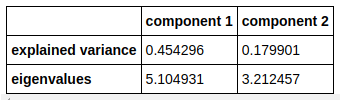 component 1 component 2
explained variance 0.454296 0.179901
eigenvalues 5.104931 3.212457